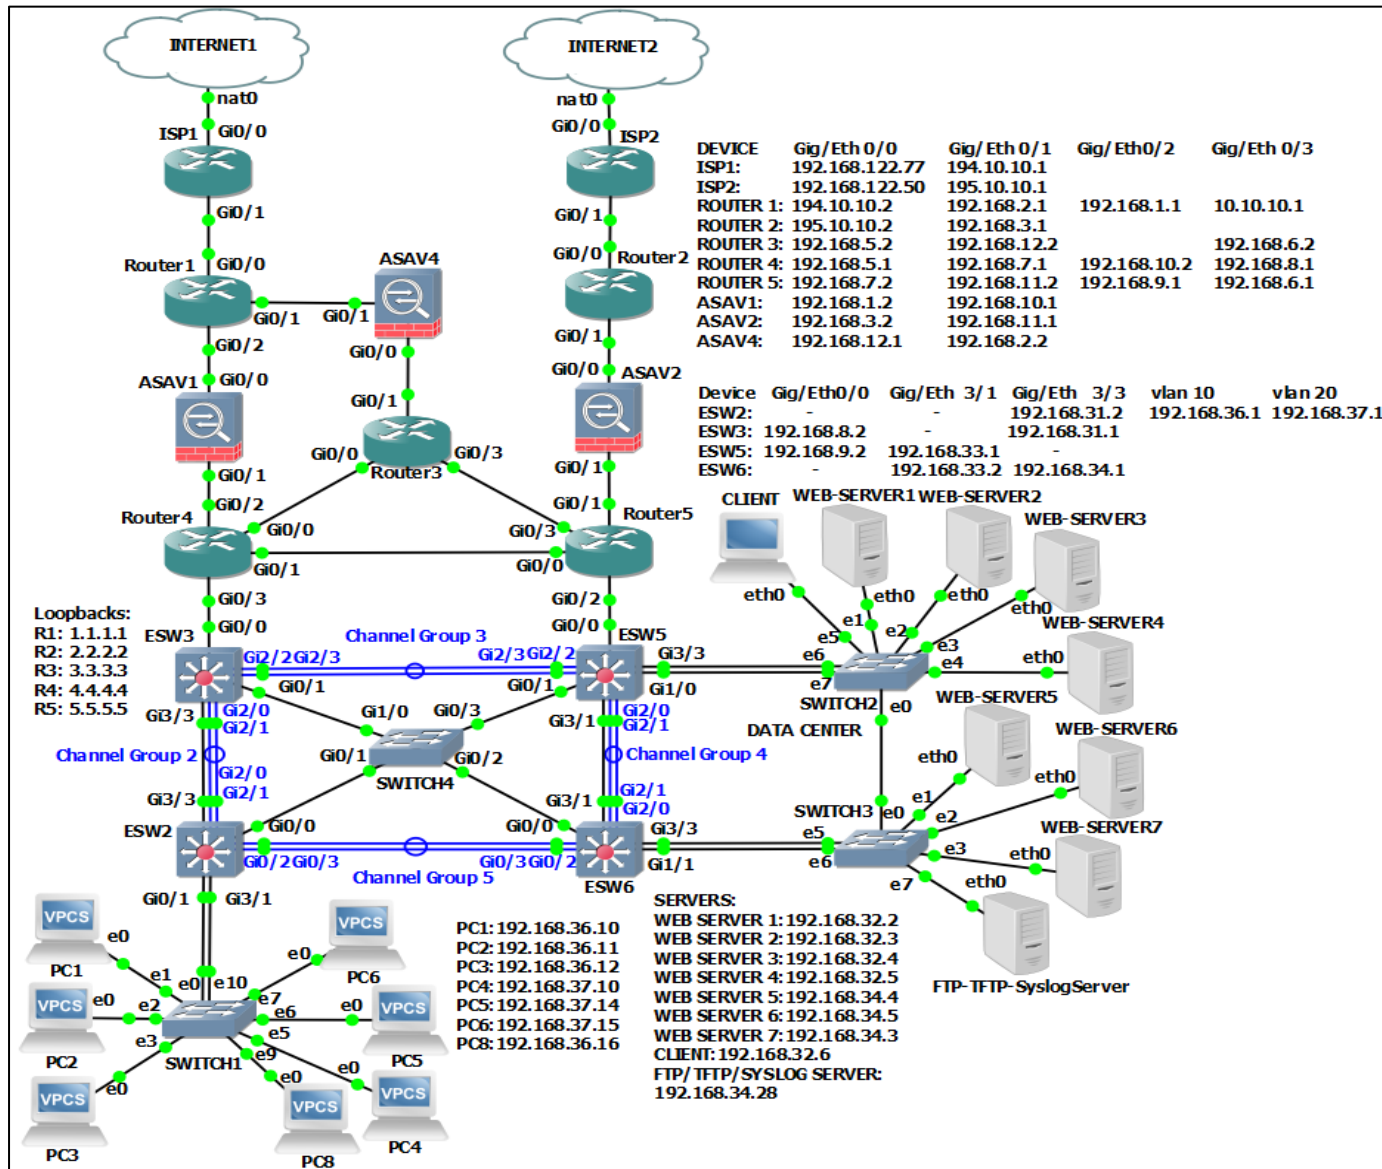 INTERNET1
INTERNET2
nat0
nat0
Gi0/0
Gi0/0
ISP1
ISP2
Gi0/1
Gi0/1
Gi0/0
Gi0/0
Router1
Router2
ASAV4
Gi0/1
Gi0/1
Gi0/2
Gi0/0
Gi0/1
Gi0/0
Gi0/0
ASAV1
ASAV2
Gi0/1
Router3
Gi0/0
Gi0/3
Gi0/1
Gi0/1
Gi0/2
Gi0/1
Router4
Router5
Gi0/0
Gi0/3
Gi0/1
Gi0/0
Gi0/3
Gi0/2
Gi0/0
Gi0/0
DEVICE Gig/Eth 0/0 Gig/Eth 0/1 Gig/Eth0/2 Gig/Eth 0/3
ISP1: 192.168.122.77 194.10.10.1
ISP2: 192.168.122.50 195.10.10.1
ROUTER 1: 194.10.10.2 192.168.2.1 192.168.1.1 10.10.10.1
ROUTER 2: 195.10.10.2 192.168.3.1
ROUTER 3: 192.168.5.2 192.168.12.2 192.168.6.2
ROUTER 4: 192.168.5.1 192.168.7.1 192.168.10.2 192.168.8.1
ROUTER 5: 192.168.7.2 192.168.11.2 192.168.9.1 192.168.6.1
ASAV1: 192.168.1.2 192.168.10.1
ASAV2: 192.168.3.2 192.168.11.1
ASAV4: 192.168.12.1 192.168.2.2
Device Gig/Eth0/0 Gig/Eth 3/1 Gig/Eth 3/3 vlan 10 vlan 20
ESW2: - - 192.168.31.2 192.168.36.1 192.168.37.1
ESW3: 192.168.8.2 - 192.168.31.1
ESW5: 192.168.9.2 192.168.33.1 -
ESW6: - 192.168.33.2 192.168.34.1
Loopbacks:
R1: 1.1.1.1
R2: 2.2.2.2
R3: 3.3.3.3
R4: 4.4.4.4
R5: 5.5.5.5
ESW3
ESW5
Channel Group 3
Gi2/2 Gi2/3
Gi2/3 Gi2/2
Gi0/1
Gi0/1
Gi3/3
Gi1/0
Gi3/3
Gi2/0
Gi2/1
Gi1/0
Gi0/3
Gi3/1
Gi2/0
Gi2/1
Channel Group 2
Gi0/1
Gi0/2
SWITCH4
Channel Group 4
Gi2/0
Gi2/1
Gi3/3
Gi3/1
Gi2/1
Gi2/0
ESW2
Gi0/0
Gi0/0
Gi0/2 Gi0/3
Gi0/3 Gi0/2
Channel Group 5
ESW6
Gi3/3
Gi1/1
Gi0/1
Gi3/1
CLIENT
WEB-SERVER1
WEB-SERVER2
WEB-SERVER3
WEB-SERVER4
eth0
eth0
eth0
eth0
eth0
e5
e1
e2
e3
e4
e6
e7
e0
SWITCH2
DATA CENTER
WEB-SERVER5
WEB-SERVER6
WEB-SERVER7
eth0
eth0
eth0
eth0
SWITCH3
e0
e1
e2
e3
e5
e6
e7
FTP-TFTP-SyslogServer
VPCS
e0
PC1
VPCS
e0
PC2
VPCS
e0
PC3
VPCS
e0
PC6
VPCS
e0
PC5
VPCS
e0
PC4
VPCS
e0
PC8
e1
e0
e10
e7
e2
e6
e3
e5
e9
SWITCH1
PC1: 192.168.36.10
PC2: 192.168.36.11
PC3: 192.168.36.12
PC4: 192.168.37.10
PC5: 192.168.37.14
PC6: 192.168.37.15
PC8: 192.168.36.16
SERVERS:
WEB SERVER 1: 192.168.32.2
WEB SERVER 2: 192.168.32.3
WEB SERVER 3: 192.168.32.4
WEB SERVER 4: 192.168.32.5
WEB SERVER 5: 192.168.34.4
WEB SERVER 6: 192.168.34.5
WEB SERVER 7: 192.168.34.3
CLIENT: 192.168.32.6
FTP/TFTP/SYSLOG SERVER:
192.168.34.28